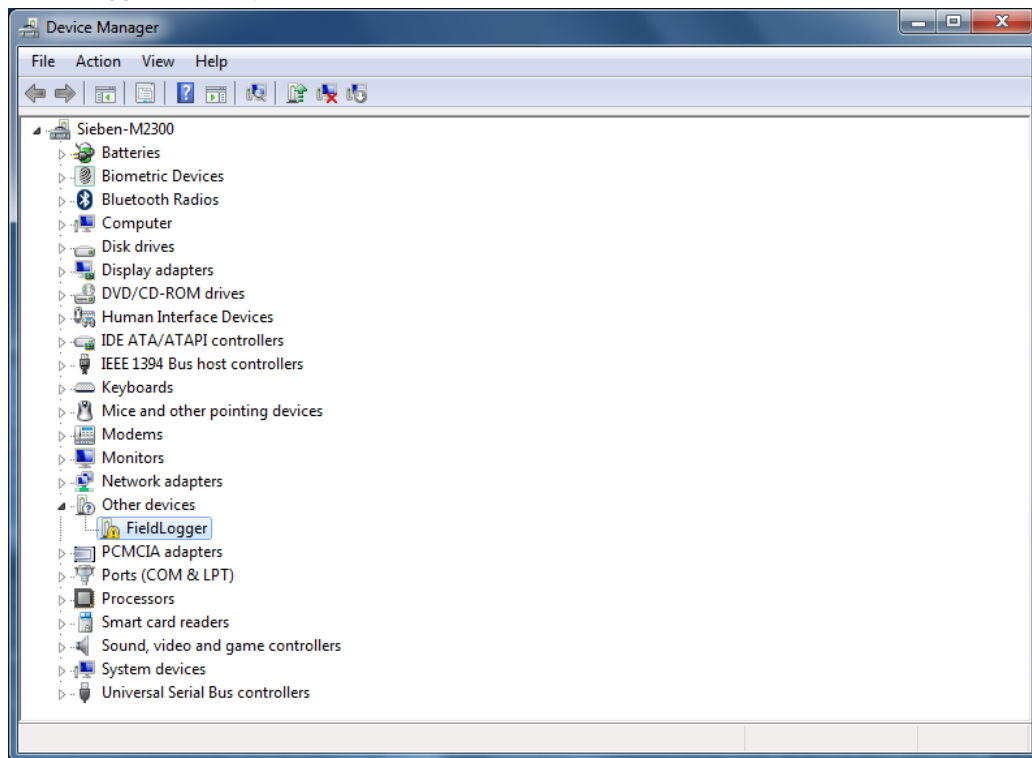 Device Manager
File Action View Help
Sieben-M2300
Batteries
Biometric Devices
Bluetooth Radios
Computer
Disk drives
Display adapters
DVD/CD-ROM drives
Human Interface Devices
IDE ATA/ATAPI controllers
IEEE 1394 Bus host controllers
Keyboards
Mice and other pointing devices
Modems
Monitors
Network adapters
Other devices
FieldLogger
PCMCIA adapters
Ports (COM & LPT)
Processors
Smart card readers
Sound, video and game controllers
System devices
Universal Serial Bus controllers